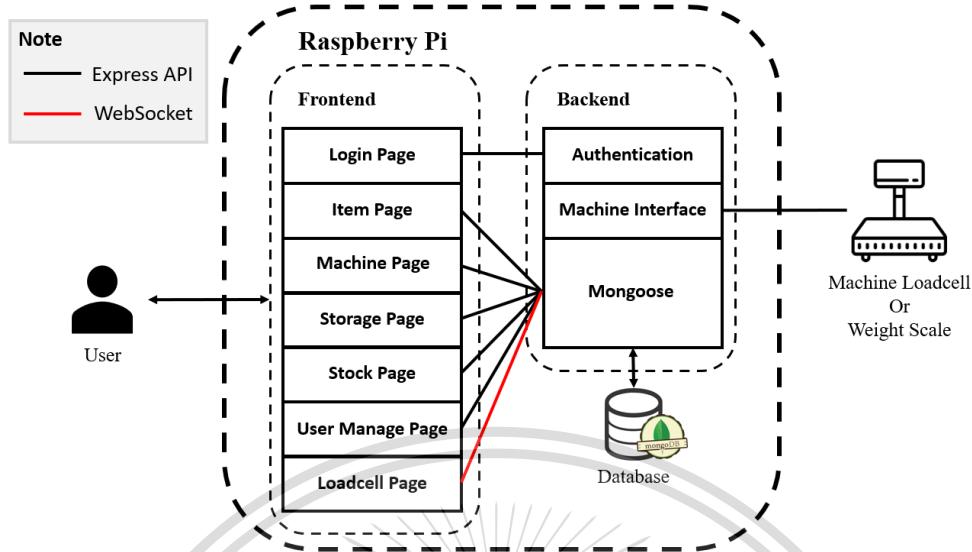 Note
Express API
WebSocket
Raspberry Pi
Frontend
Login Page
Item Page
Machine Page
Storage Page
Stock Page
User Manage Page
Loadcell Page
Backend
Authentication
Machine Interface
Mongoose
User
mongoDB
Database
Machine Loadcell
Or
Weight Scale